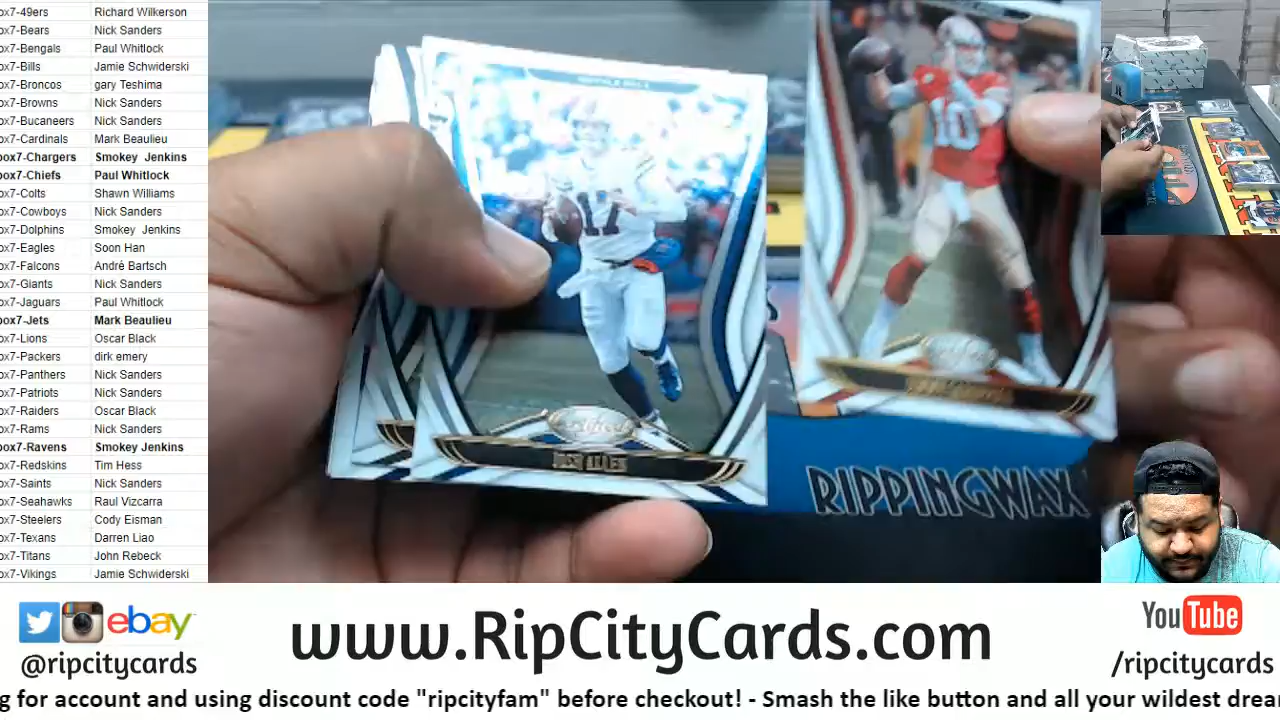 ox7-49ers Richard Wilkerson
ox7-Bears Nick Sanders
ox7-Bengals Paul Whitlock
ox7-Bills Jamie Schwiderski
ox7-Broncos gary Teshima
ox7-Browns Nick Sanders
ox7-Bucaneers Nick Sanders
ox7-Cardinals Mark Beaulieu
box7-Chargers Smokey Jenkins
box7-Chiefs Paul Whitlock
ox7-Colts Shawn Williams
ox7-Cowboys Nick Sanders
ox7-Dolphins Smokey Jenkins
ox7-Eagles Soon Han
ox7-Falcons Andrè Bartsch
ox7-Giants Nick Sanders
ox7-Jaguars Paul Whitlock
box7-Jets Mark Beaulieu
ox7-Lions Oscar Black
ox7-Packers dirk emery
ox7-Panthers Nick Sanders
ox7-Patriots Nick Sanders
ox7-Raiders Oscar Black
ox7-Rams Nick Sanders
box7-Ravens Smokey Jenkins
ox7-Redskins Tim Hess
ox7-Saints Nick Sanders
ox7-Seahawks Raul Vizcarra
ox7-Steelers Cody Eisman
ox7-Texans Darren Liao
ox7-Titans John Rebeck
ox7-Vikings Jamie Schwiderski
17
JOSH ALLEN
10
RIPPINGWAX
ebay
@ripcitycards
www.RipCityCards.com
YouTube
/ripcitycards
g for account and using discount code "ripcityfam" before checkout! - Smash the like button and all your wildest drea